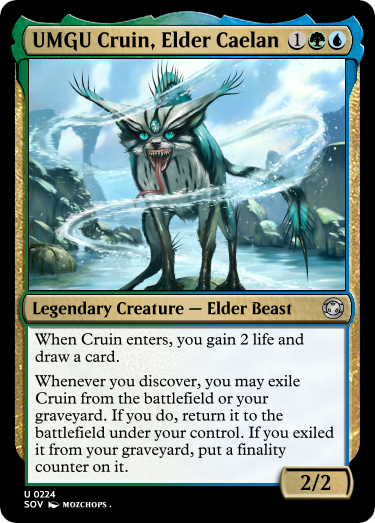 UMGU Cruin, Elder Caelan 1
Legendary Creature — Elder Beast
When Cruin enters, you gain 2 life and
draw a card.
Whenever you discover, you may exile
Cruin from the battlefield or your
graveyard. If you do, return it to the
battlefield under your control. If you exiled
it from your graveyard, put a finality
counter on it.
2/2
U 0224
SOV MOZCHOPS .